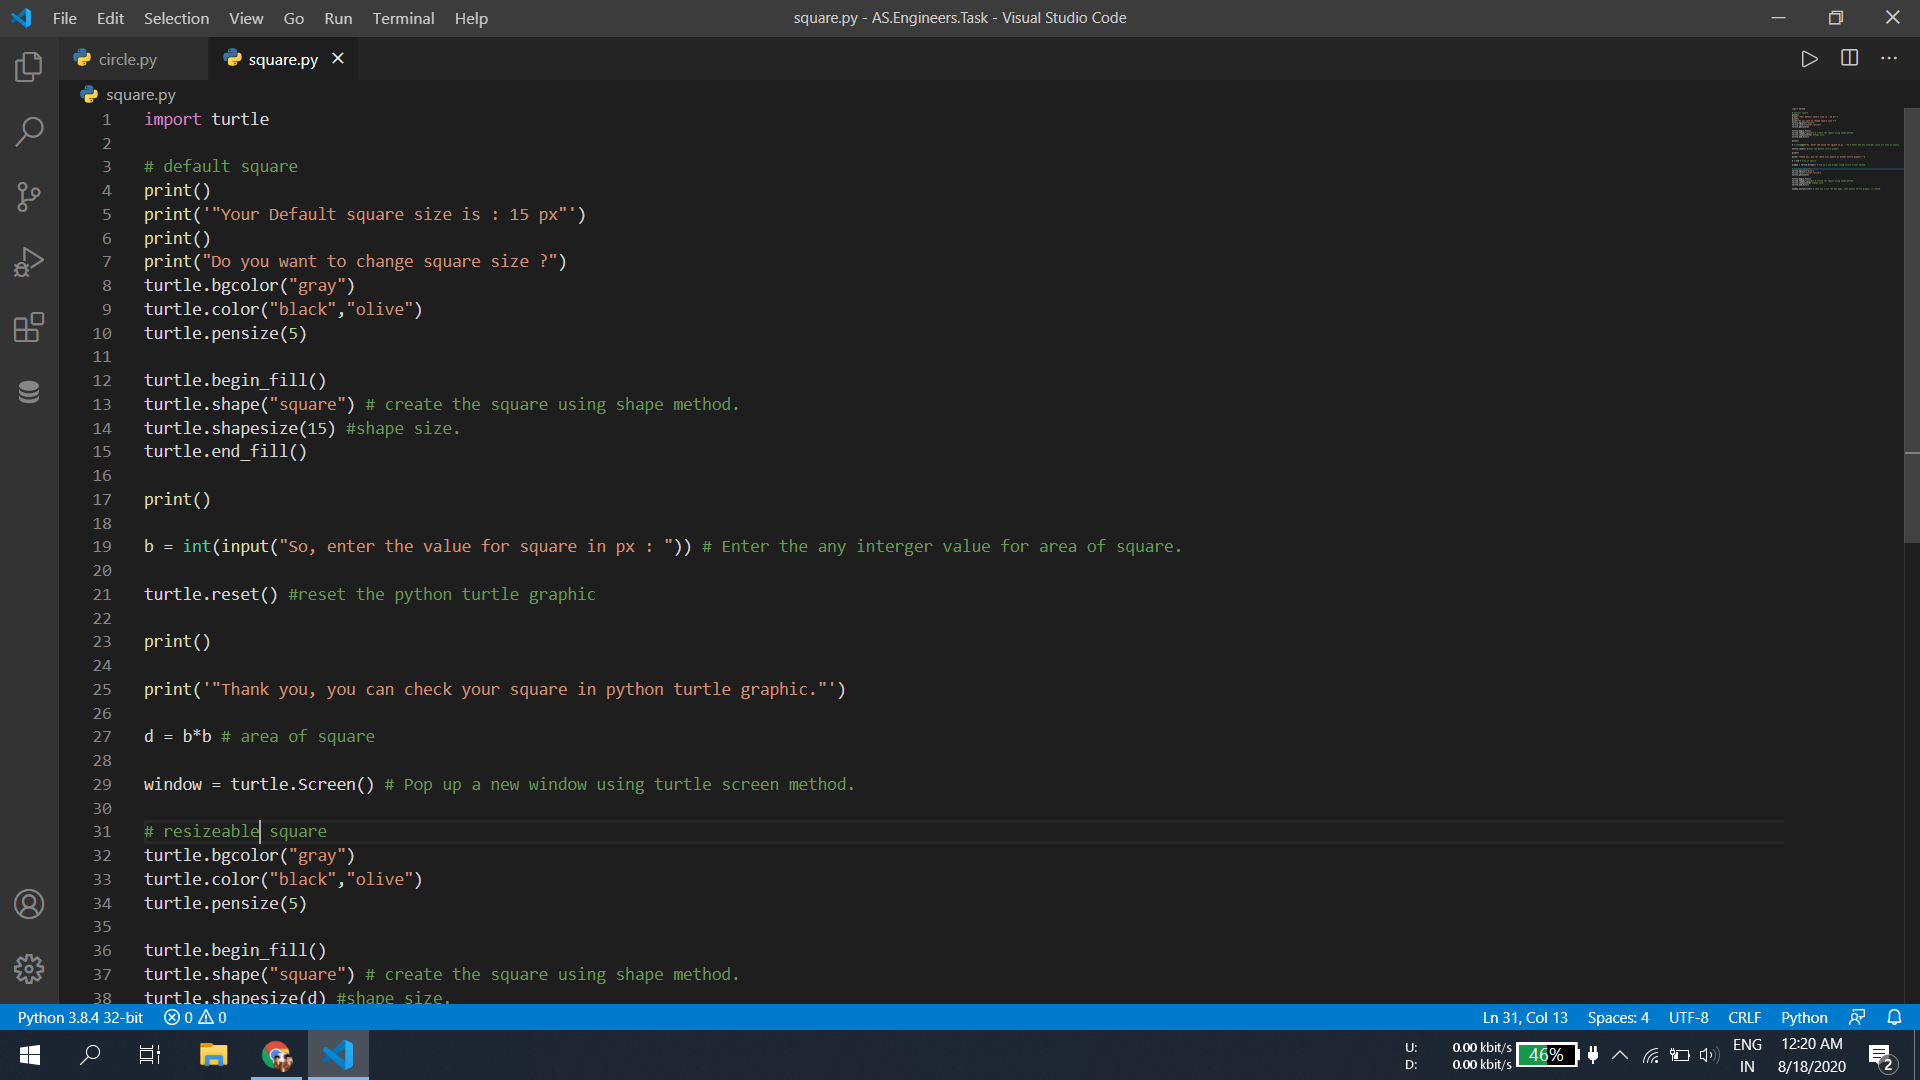 File Edit Selection View Go Run Terminal Help
square.py - AS.Engineers.Task - Visual Studio Code
circle.py
square.py
square.py
1 import turtle
2
3 # default square
4 print()
5 print('"Your Default square size is : 15 px"')
6 print()
7 print("Do you want to change square size ?")
8 turtle.bgcolor("gray")
9 turtle.color("black","olive")
10 turtle.pensize(5)
11
12 turtle.begin_fill()
13 turtle.shape("square") # create the square using shape method.
14 turtle.shapesize(15) #shape size.
15 turtle.end_fill()
16
17 print()
18
19 b = int(input("So, enter the value for square in px : ")) # Enter the any interger value for area of square.
20
21 turtle.reset() #reset the python turtle graphic
22
23 print()
24
25 print('"Thank you, you can check your square in python turtle graphic."')
26
27 d = b*b # area of square
28
29 window = turtle.Screen() # Pop up a new window using turtle screen method.
30
31 # resizeable square
32 turtle.bgcolor("gray")
33 turtle.color("black","olive")
34 turtle.pensize(5)
35
36 turtle.begin_fill()
37 turtle.shape("square") # create the square using shape method.
38 turtle.shapesize(d) #shape size.
Python 3.8.4 32-bit 0 0 Ln 31, Col 13 Spaces: 4 UTF-8 CRLF Python
U: 0.00 kbit/s
D: 0.00 kbit/s
46%
ENG
IN
12:20 AM
8/18/2020
2